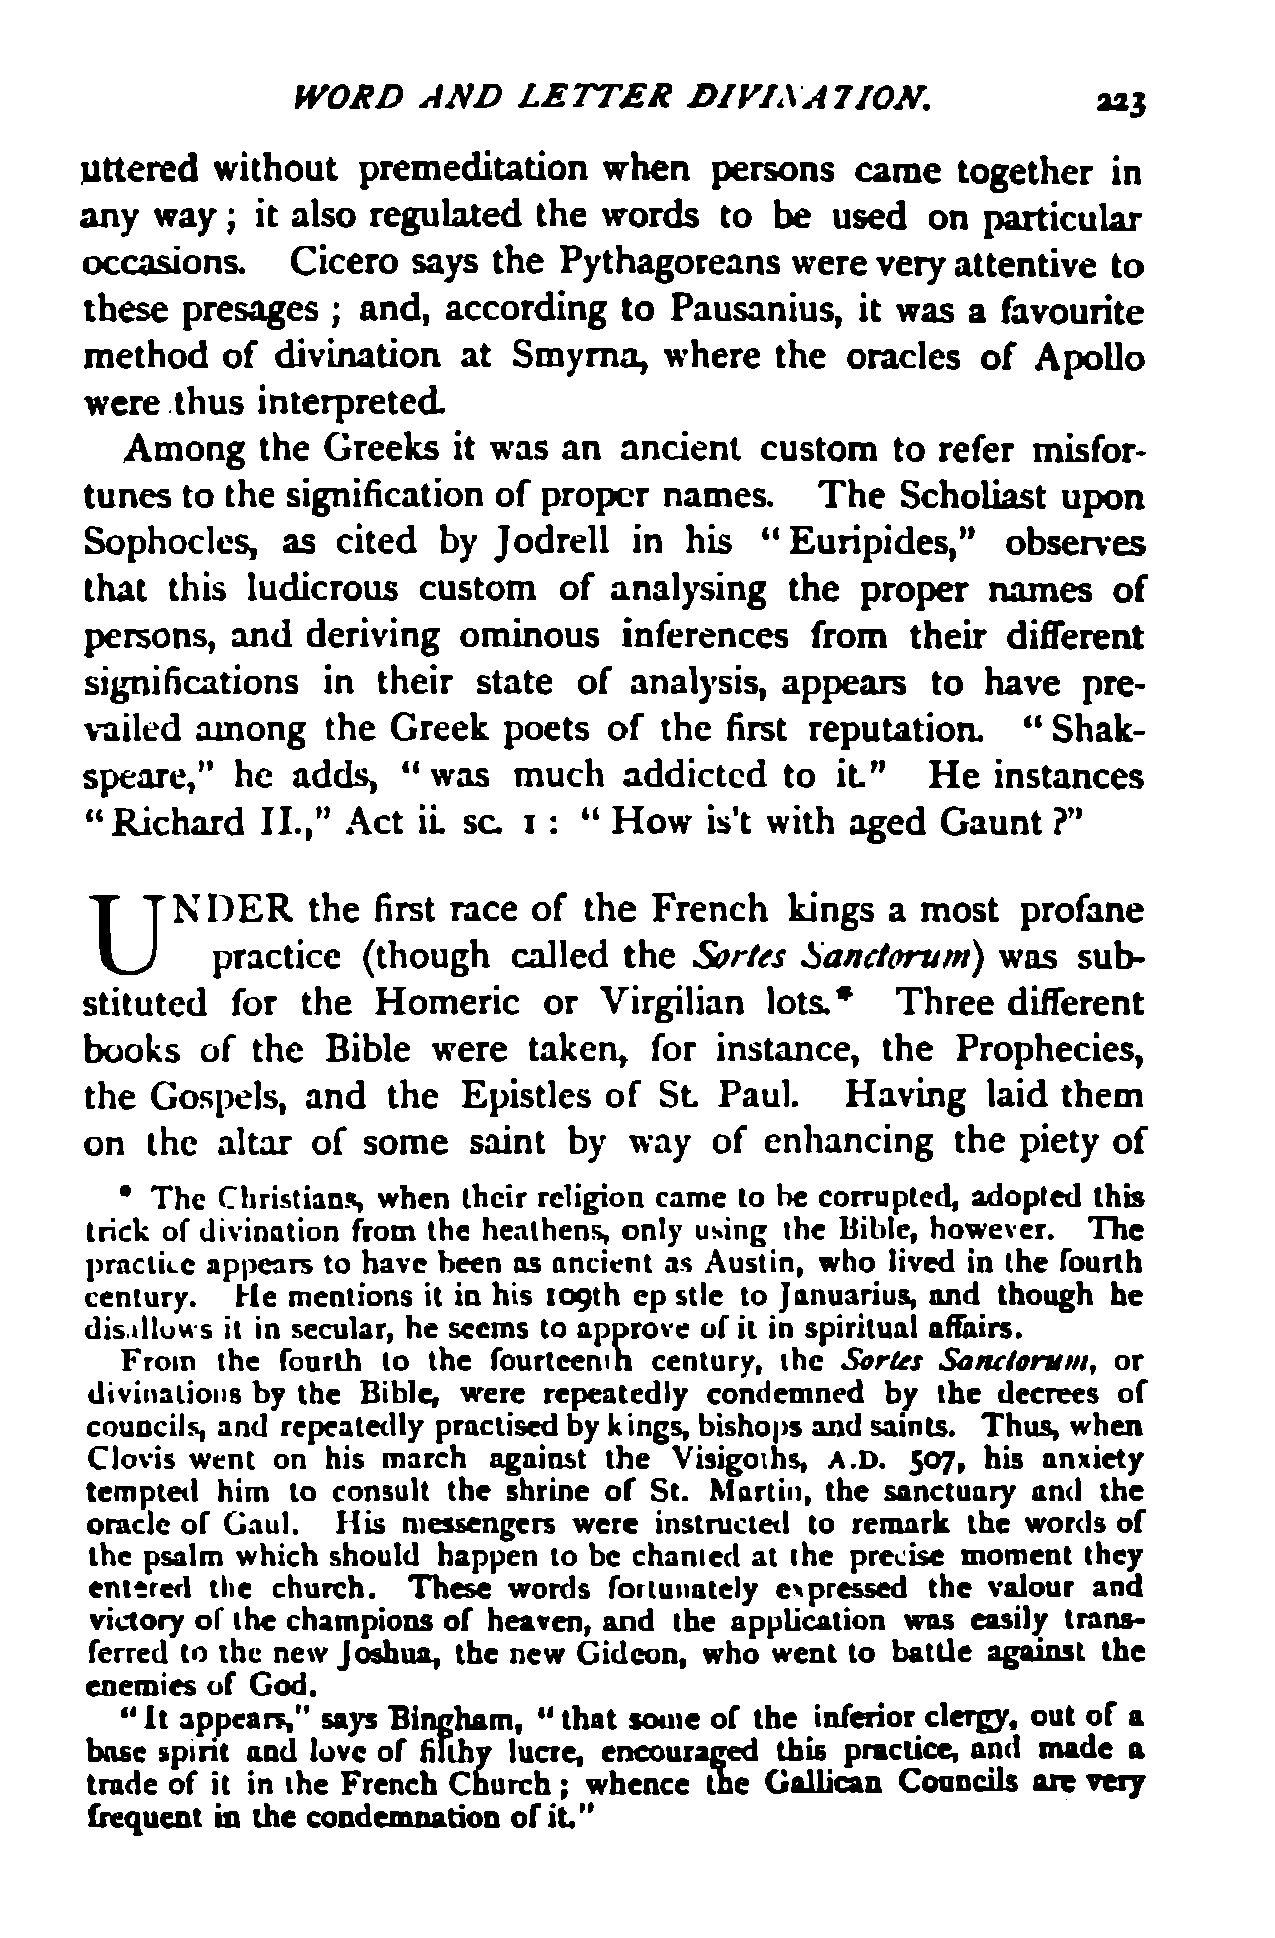 WORD AND LETTER DIVINATION. 223
uttered without premeditation when persons came together in
any way ; it also regulated the words to be used on particular
occasions. Cicero says the Pythagoreans were very attentive to
these presages ; and, according to Pausanius, it was a favourite
method of divination at Smyrna, where the oracles of Apollo
were thus interpreted.
Among the Greeks it was an ancient custom to refer misfor-
tunes to the signification of proper names. The Scholiast upon
Sophocles, as cited by Jodrell in his “ Euripides,” observes
that this ludicrous custom of analysing the proper names of
persons, and deriving ominous inferences from their different
significations in their state of analysis, appears to have pre-
vailed among the Greek poets of the first reputation. “ Shak-
speare,” he adds, “ was much addicted to it.” He instances
“ Richard II.,” Act ii. sc. 1 : “ How is't with aged Gaunt ?”
UNDER the first race of the French kings a most profane
practice (though called the Sortes Sanctorum) was sub-
stituted for the Homeric or Virgilian lots.* Three different
books of the Bible were taken, for instance, the Prophecies,
the Gospels, and the Epistles of St. Paul. Having laid them
on the altar of some saint by way of enhancing the piety of
* The Christians, when their religion came to be corrupted, adopted this
trick of divination from the heathens, only using the Bible, however. The
practice appears to have been as ancient as Austin, who lived in the fourth
century. He mentions it in his 109th ep stle to Januarius, and though he
disallows it in secular, he seems to approve of it in spiritual affairs.
From the fourth to the fourteenth century, the Sortes Sanctorum, or
divinations by the Bible, were repeatedly condemned by the decrees of
councils, and repeatedly practised by kings, bishops and saints. Thus, when
Clovis went on his march against the Visigoths, A.D. 507, his anxiety
tempted him to consult the shrine of St. Martin, the sanctuary and the
oracle of Gaul. His messengers were instructed to remark the words of
the psalm which should happen to be chanted at the precise moment they
entered the church. These words fortunately expressed the valour and
victory of the champions of heaven, and the application was easily trans-
ferred to the new Joshua, the new Gideon, who went to battle against the
enemies of God.
“ It appears,” says Bingham, “ that some of the inferior clergy, out of a
base spirit and love of filthy lucre, encouraged this practice, and made a
trade of it in the French Church ; whence the Gallican Councils are very
frequent in the condemnation of it.”